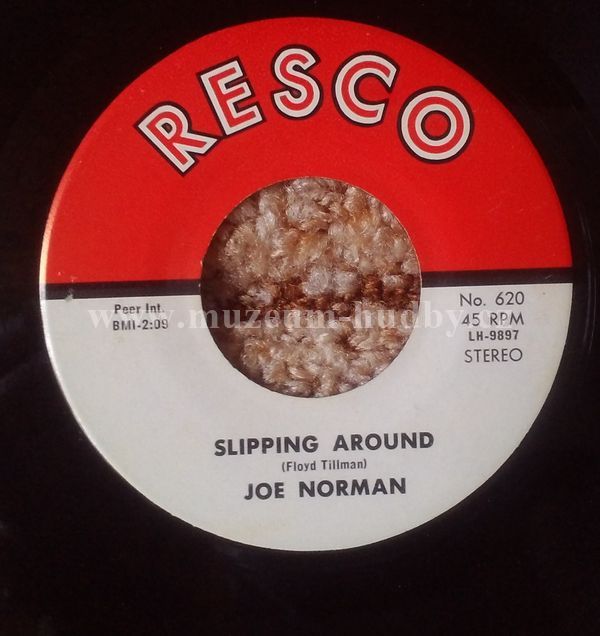 RESCO
Peer Int.
BMI-2:09
No. 620
45 RPM
LH-9897
STEREO
www.muzeum-hudby.cz
SLIPPING AROUND
(Floyd Tillman)
JOE NORMAN